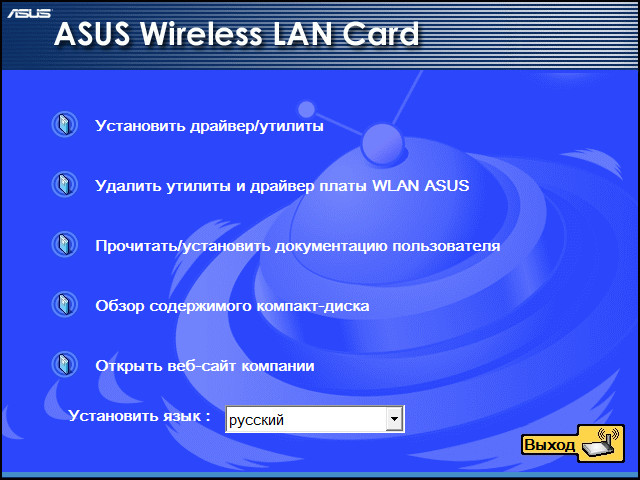 ASUS
ASUS Wireless LAN Card
Установить драйвер/утилиты
Удалить утилиты и драйвер платы WLAN ASUS
Прочитать/установить документацию пользователя
Обзор содержимого компакт-диска
Открыть веб-сайт компании
Установить язык : русский
Выход